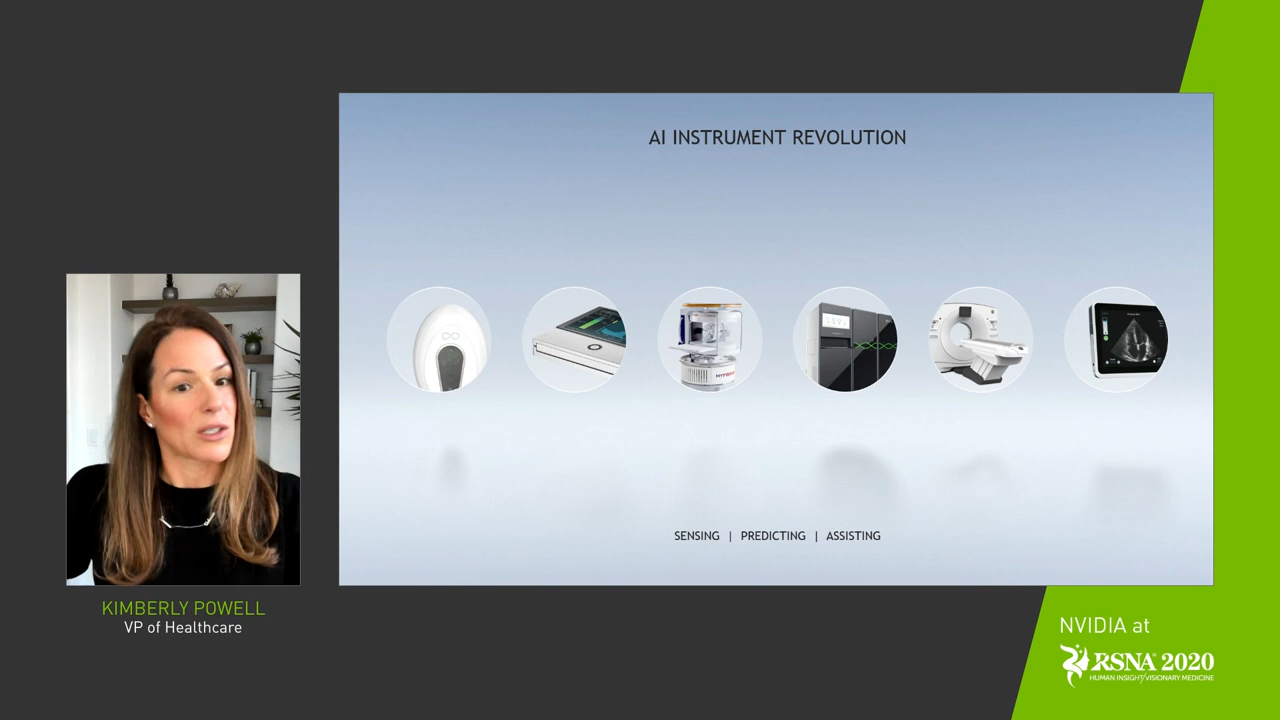 AI INSTRUMENT REVOLUTION
SENSING | PREDICTING | ASSISTING
KIMBERLY POWELL
VP of Healthcare
NVIDIA at
RSNA 2020
HUMAN INSIGHT/VISIONARY MEDICINE